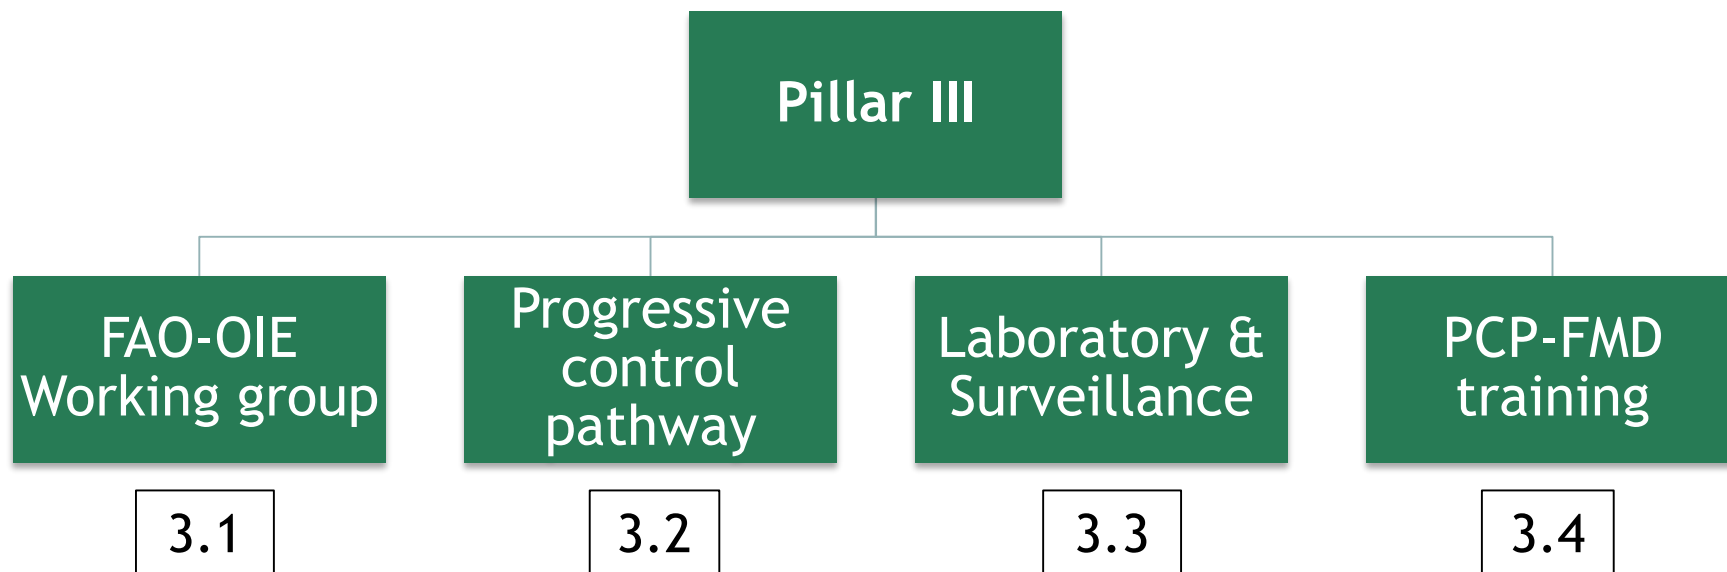 Pillar III
FAO-OIE
Working group
Progressive
control
pathway
Laboratory &
Surveillance
PCP-FMD
training
3.1
3.2
3.3
3.4